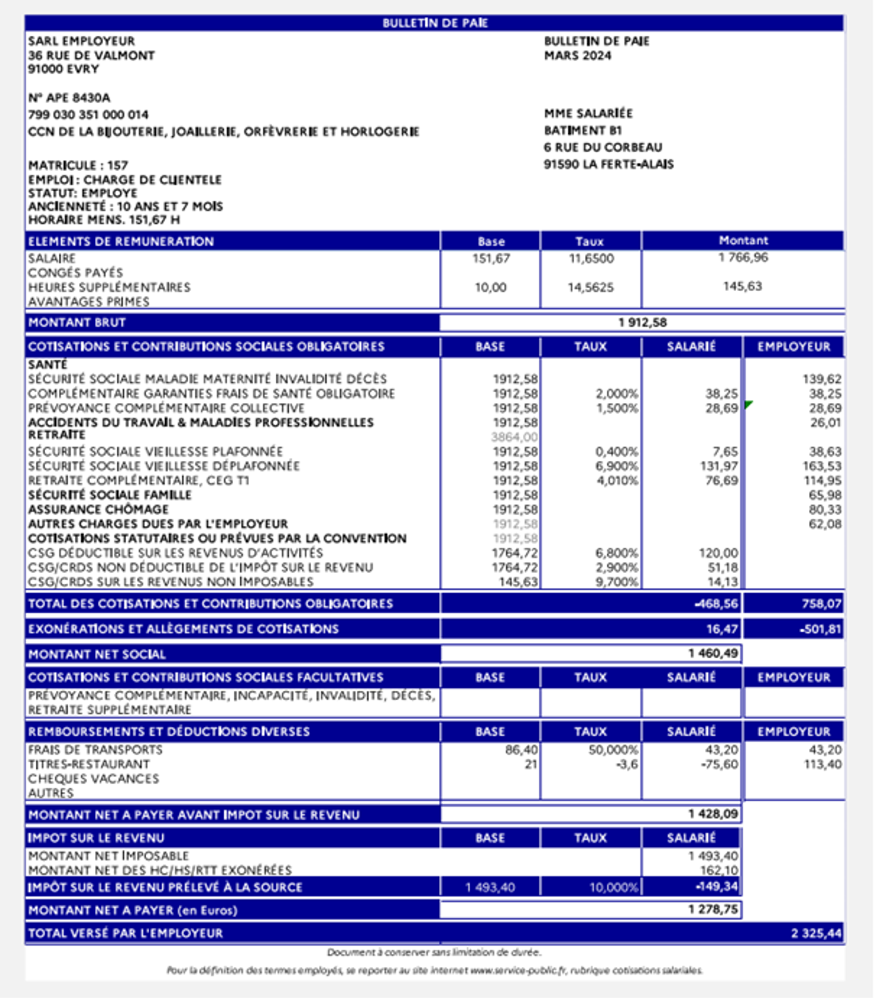 BULLETIN DE PAIE
SARL EMPLOYEUR
36 RUE DE VALMONT
91000 EVRY
BULLETIN DE PAIE
MARS 2024
N° APE 8430A
799 030 351 000 014
CCN DE LA BIJOUTERIE, JOAILLERIE, ORFÈVRERIE ET HORLOGERIE
MME SALARIÉE
BATIMENT B1
6 RUE DU CORBEAU
91590 LA FERTE-ALAIS
MATRICULE : 157
EMPLOI : CHARGE DE CLIENTELE
STATUT: EMPLOYE
ANCIENNETÉ : 10 ANS ET 7 MOIS
HORAIRE MENS. 151,67 H
ELEMENTS DE REMUNERATION Base Taux Montant
SALAIRE 151,67 11,6500 1 766,96
CONGÉS PAYÉS
HEURES SUPPLÉMENTAIRES 10,00 14,5625 145,63
AVANTAGES PRIMES
MONTANT BRUT 1 912,58
COTISATIONS ET CONTRIBUTIONS SOCIALES OBLIGATOIRES BASE TAUX SALARIÉ EMPLOYEUR
SANTÉ
SÉCURITÉ SOCIALE MALADIE MATERNITÉ INVALIDITÉ DÉCÈS 1912,58 139,62
COMPLÉMENTAIRE GARANTIES FRAIS DE SANTÉ OBLIGATOIRE 1912,58 2,000% 38,25 38,25
PRÉVOYANCE COMPLÉMENTAIRE COLLECTIVE 1912,58 1,500% 28,69 28,69
ACCIDENTS DU TRAVAIL & MALADIES PROFESSIONNELLES 1912,58 26,01
RETRAITE 3864,00
SÉCURITÉ SOCIALE VIEILLESSE PLAFONNÉE 1912,58 0,400% 7,65 38,63
SÉCURITÉ SOCIALE VIEILLESSE DÉPLAFONNÉE 1912,58 6,900% 131,97 163,53
RETRAITE COMPLÉMENTAIRE, CEG T1 1912,58 4,010% 76,69 114,95
SÉCURITÉ SOCIALE FAMILLE 1912,58 65,98
ASSURANCE CHÔMAGE 1912,58 80,33
AUTRES CHARGES DUES PAR L'EMPLOYEUR 1912,58 62,08
COTISATIONS STATUTAIRES OU PRÉVUES PAR LA CONVENTION 1912,58
CSG DÉDUCTIBLE SUR LES REVENUS D'ACTIVITÉS 1764,72 6,800% 120,00
CSG/CRDS NON DÉDUCTIBLE DE L'IMPÔT SUR LE REVENU 1764,72 2,900% 51,18
CSG/CRDS SUR LES REVENUS NON IMPOSABLES 145,63 9,700% 14,13
TOTAL DES COTISATIONS ET CONTRIBUTIONS OBLIGATOIRES -468,56 758,07
EXONÉRATIONS ET ALLÈGEMENTS DE COTISATIONS 16,47 -501,81
MONTANT NET SOCIAL 1 460,49
COTISATIONS ET CONTRIBUTIONS SOCIALES FACULTATIVES BASE TAUX SALARIÉ EMPLOYEUR
PRÉVOYANCE COMPLÉMENTAIRE, INCAPACITÉ, INVALIDITÉ, DÉCÈS,
RETRAITE SUPPLÉMENTAIRE
REMBOURSEMENTS ET DÉDUCTIONS DIVERSES BASE TAUX SALARIÉ EMPLOYEUR
FRAIS DE TRANSPORTS 86,40 50,000% 43,20 43,20
TITRES-RESTAURANT 21 -3,6 -75,60 113,40
CHEQUES VACANCES
AUTRES
MONTANT NET A PAYER AVANT IMPOT SUR LE REVENU 1 428,09
IMPOT SUR LE REVENU BASE TAUX SALARIÉ
MONTANT NET IMPOSABLE 1 493,40
MONTANT NET DES HC/HS/RTT EXONÉRÉES 162,10
IMPÔT SUR LE REVENU PRÉLEVÉ À LA SOURCE 1 493,40 10,000% -149,34
MONTANT NET A PAYER (en Euros) 1 278,75
TOTAL VERSÉ PAR L'EMPLOYEUR 2 325,44
Document à conserver sans limitation de durée.
Pour la définition des termes employés, se reporter au site internet www.service-public.fr, rubrique cotisations salariales.